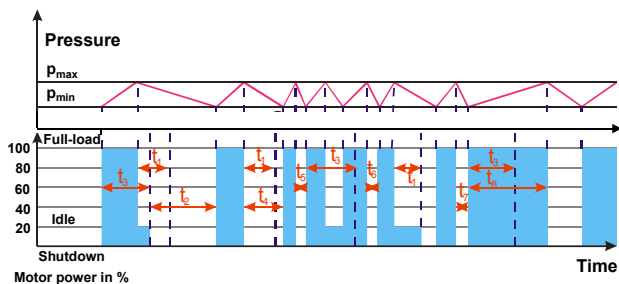 Pressure
pmax
pmin
Full-load
100
80
60
40
20
t1
t1
t3
t3
t3
t5
t6
t1
t8
t2
t4
t7
Idle
Shutdown
Time
Motor power in %